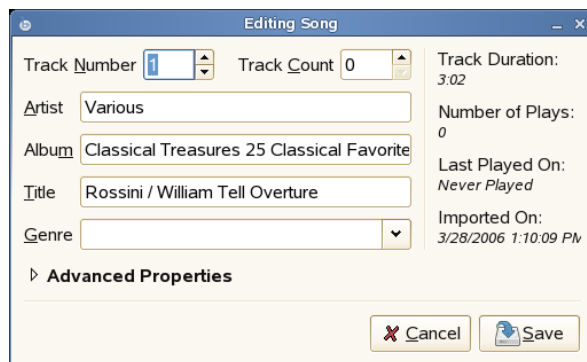 Editing Song
Track Number 1 Track Count 0
Artist Various
Album Classical Treasures 25 Classical Favorite
Title Rossini / William Tell Overture
Genre
Advanced Properties
Track Duration:
3:02
Number of Plays:
0
Last Played On:
Never Played
Imported On:
3/28/2006 1:10:09 PM
Cancel Save